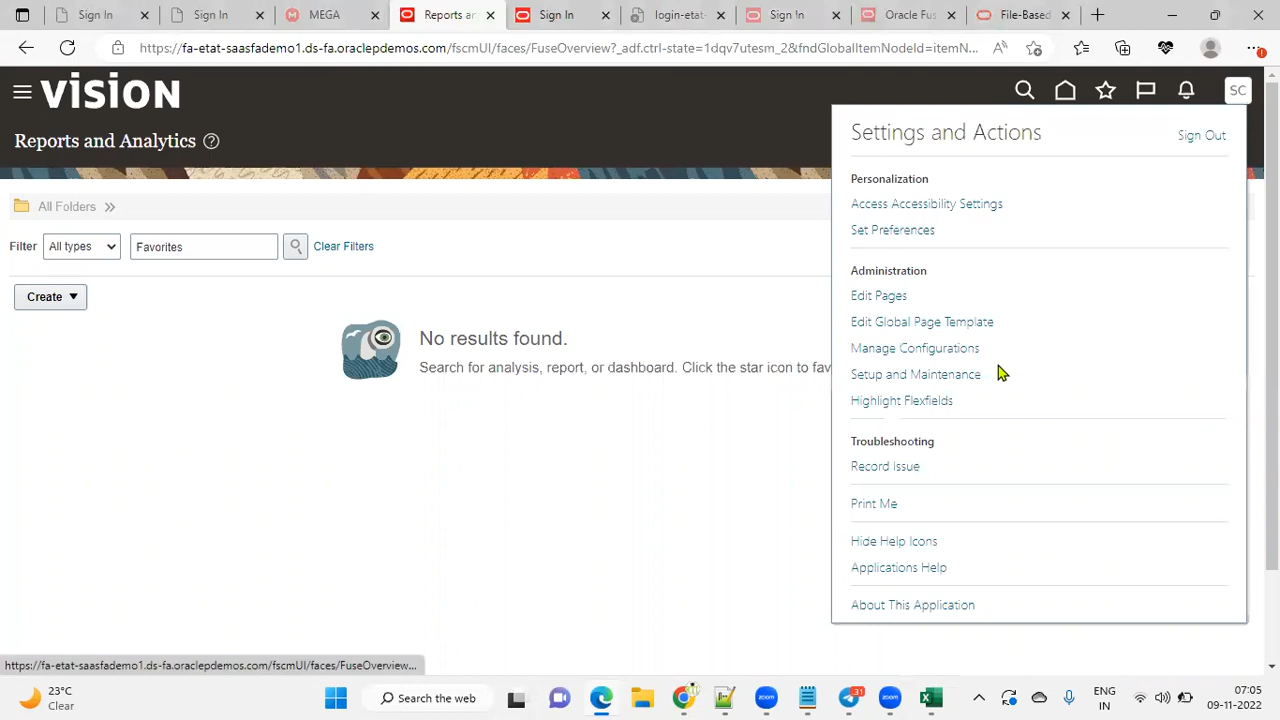 Sign In
Sign In
MEGA
Reports ar
Sign In
login-etat-
Sign In
Oracle Fus
File-Based
https://fa-etat-saasfademo1.ds-fa.oraclepdemos.com/fscmUI/faces/FuseOverview?_adf.ctrl-state=1dqv7utesm_2&fndGlobalItemNodeId=itemN...
VISION
SC
Reports and Analytics
Settings and Actions
Sign Out
Personalization
Access Accessibility Settings
Set Preferences
Administration
Edit Pages
Edit Global Page Template
Manage Configurations
Setup and Maintenance
Highlight Flexfields
Troubleshooting
Record Issue
Print Me
Hide Help Icons
Applications Help
About This Application
All Folders
Filter All types Favorites Clear Filters
Create
No results found.
Search for analysis, report, or dashboard. Click the star icon to fav
https://fa-etat-saasfademo1.ds-fa.oraclepdemos.com/fscmUI/faces/FuseOverview...
23°C
Clear
Search the web
31
ENG
IN
07:05
09-11-2022